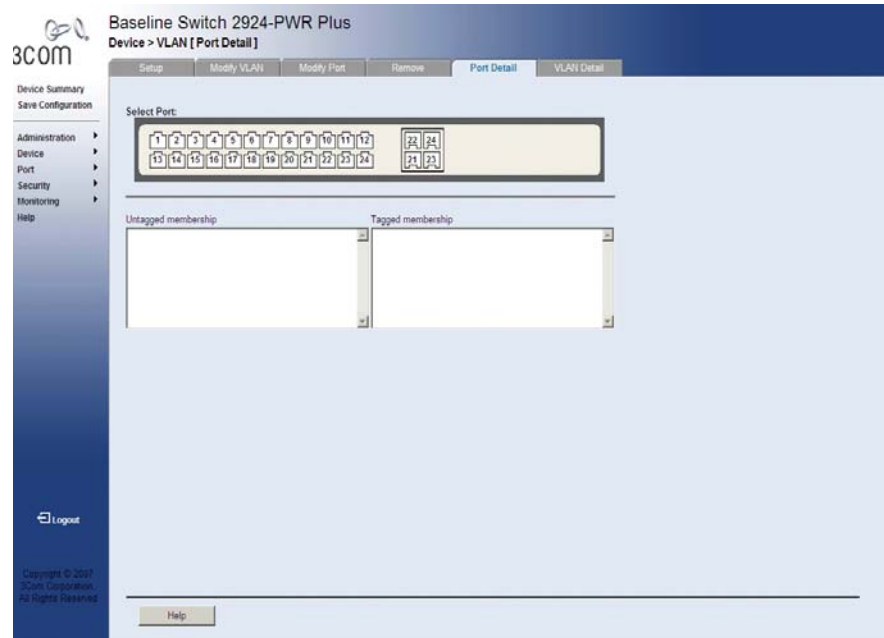 3COM
Baseline Switch 2924-PWR Plus
Device > VLAN [ Port Detail ]
Setup Modify VLAN Modify Port Remove Port Detail VLAN Detail
Device Summary
Save Configuration
Administration
Device
Port
Security
Monitoring
Help
Select Port:
1 2 3 4 5 6 7 8 9 10 11 12 22 24
13 14 15 16 17 18 19 20 21 22 23 24 21 23
Untagged membership Tagged membership
Logout
Copyright © 2007
3Com Corporation.
All Rights Reserved
Help